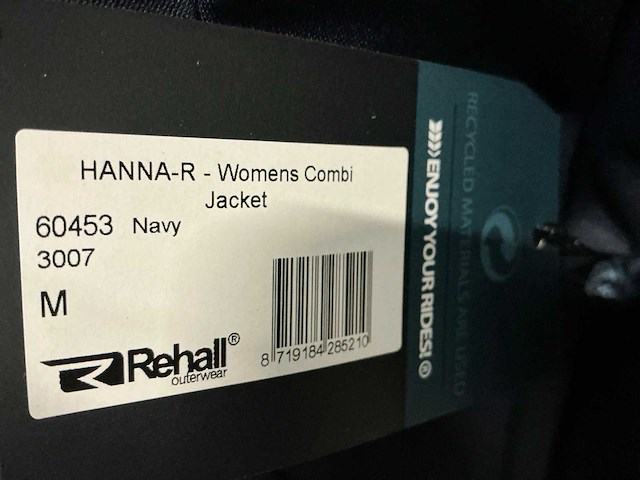 HANNA-R - Womens Combi
Jacket
60453 Navy
3007
M
Rehall®
outerwear
8 719184 285210
ENJOY YOUR RIDES!®
RECYCLED MATERIALS ARE USED